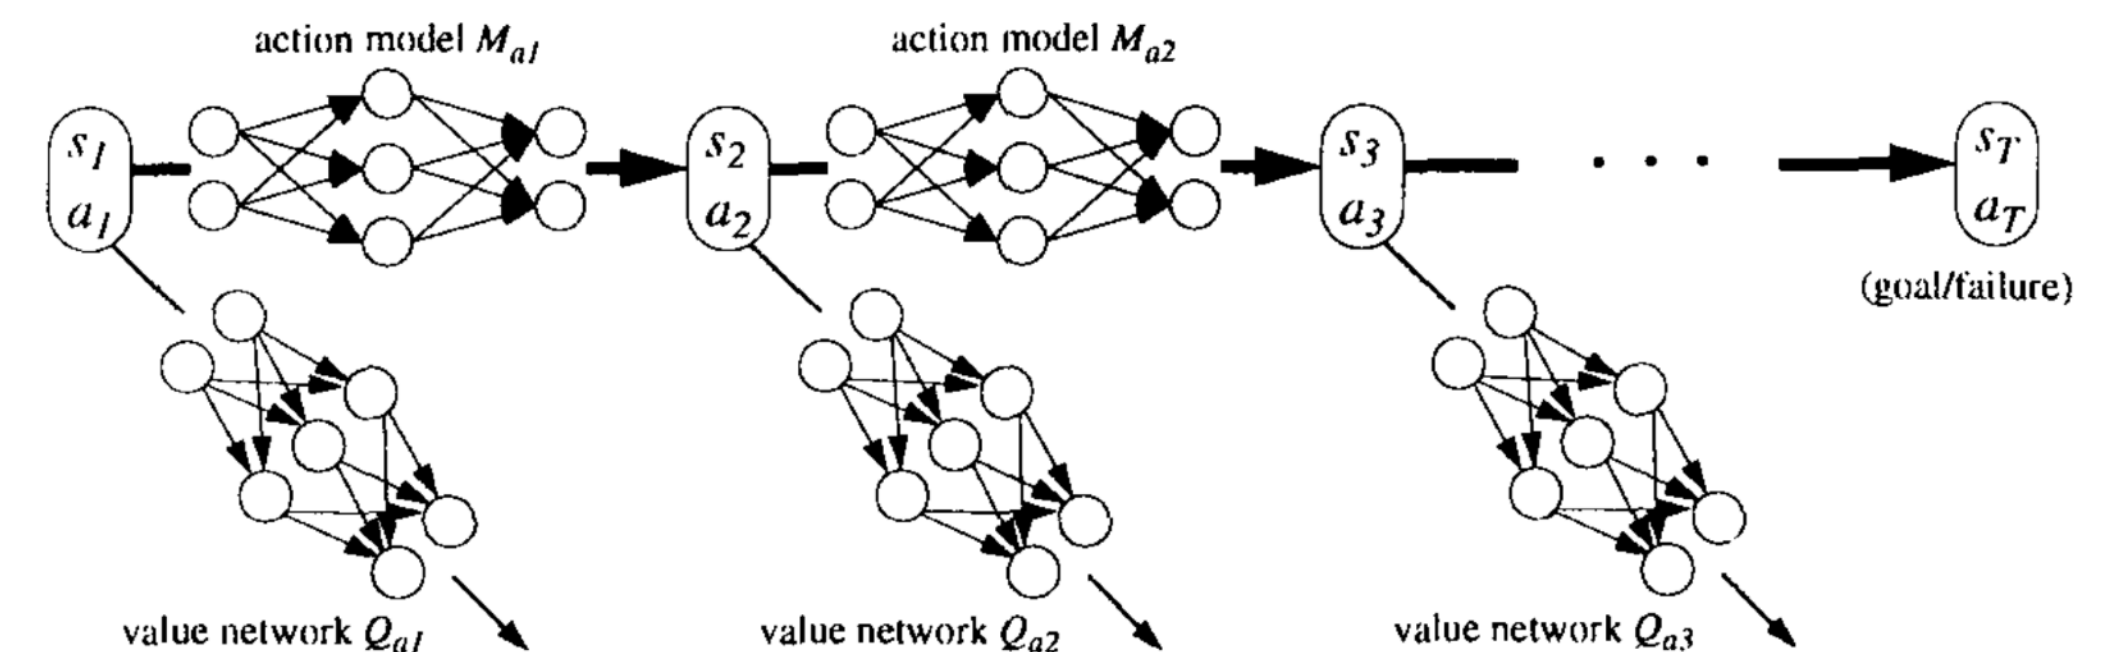 action model M_a1
action model M_a2
s_1
a_1
s_2
a_2
s_3
a_3
. . .
s_T
a_T
(goal/failure)
value network Q_a1
value network Q_a2
value network Q_a3